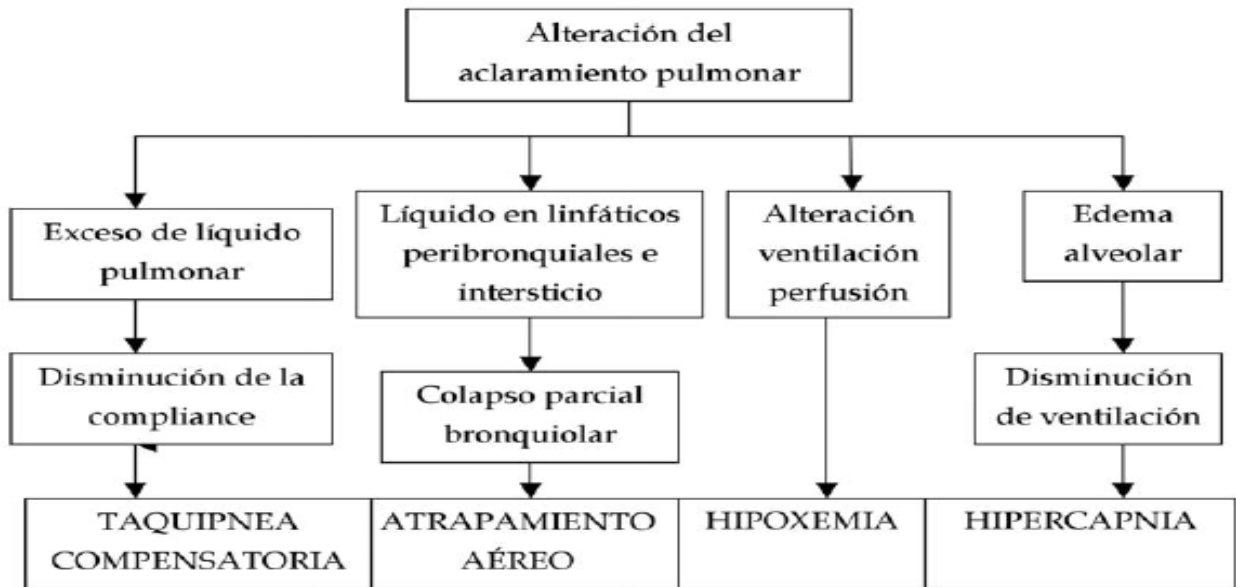 Alteración del
aclaramiento pulmonar
Exceso de líquido
pulmonar
Líquido en linfáticos
peribronquiales e
intersticio
Alteración
ventilación
perfusión
Edema
alveolar
Disminución de la
compliance
Colapso parcial
bronquiolar
Disminución
de ventilación
TAQUIPNEA
COMPENSATORIA
ATRAPAMIENTO
AÉREO
HIPOXEMIA
HIPERCAPNIA